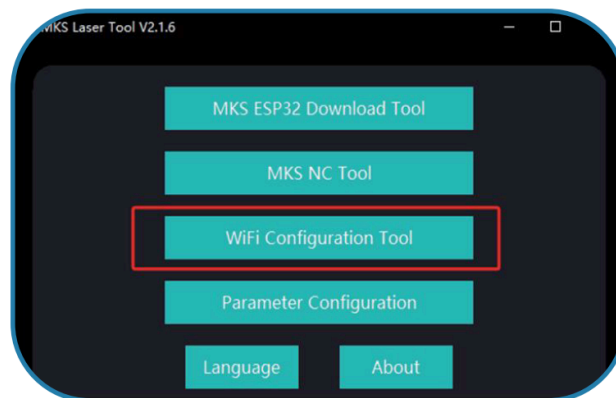 MKS Laser Tool V2.1.6
MKS ESP32 Download Tool
MKS NC Tool
WiFi Configuration Tool
Parameter Configuration
Language About